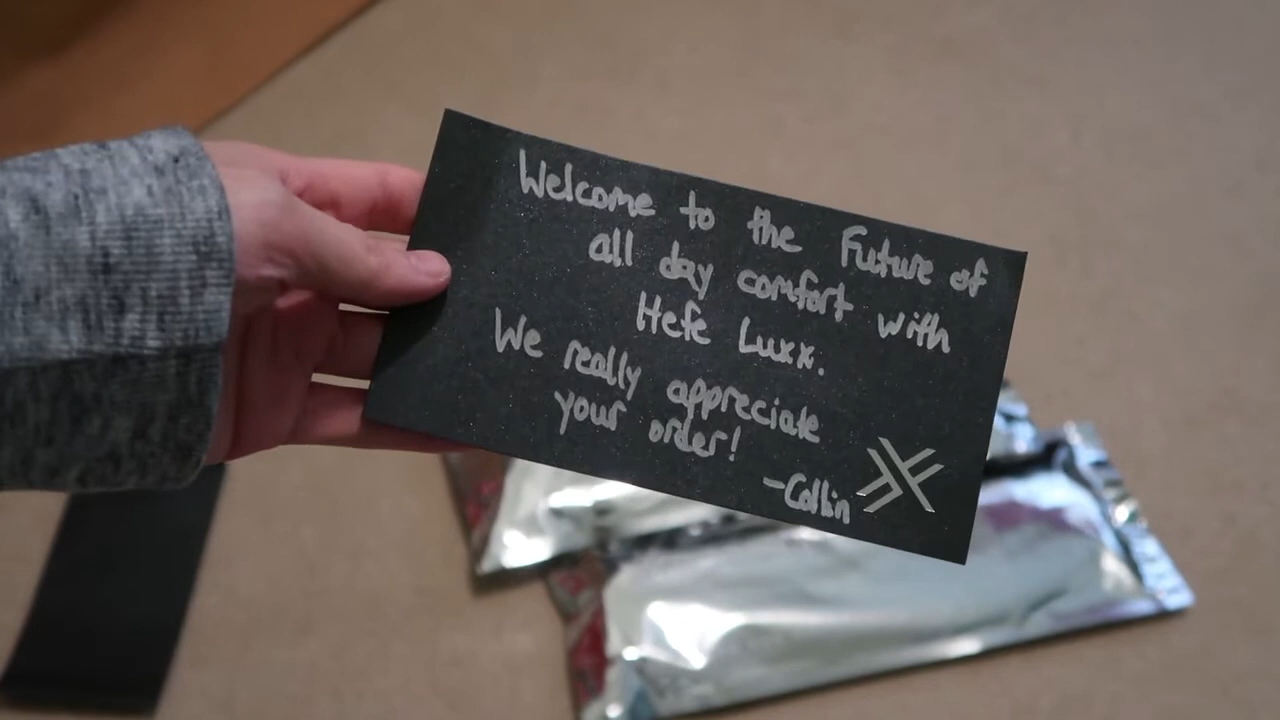 Welcome to the Future of
all day comfort with
Hefe Luxx.
We really appreciate
your order!
-Collin